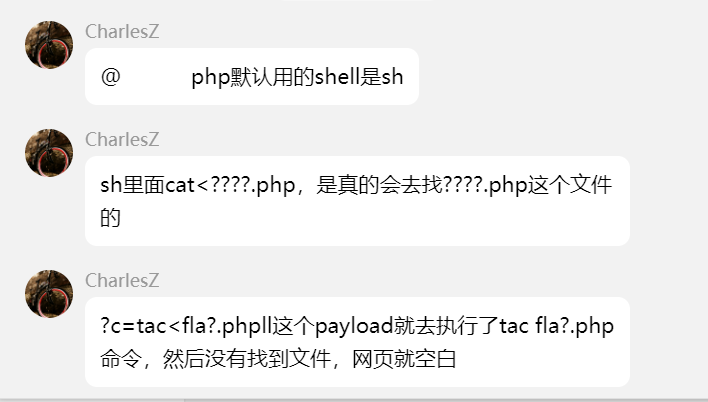 CharlesZ
@ php默认用的shell是sh
CharlesZ
sh里面cat<????.php，是真的会去找????.php这个文件
的
CharlesZ
?c=tac<fla?.phpll这个payload就去执行了tac fla?.php
命令，然后没有找到文件，网页就空白